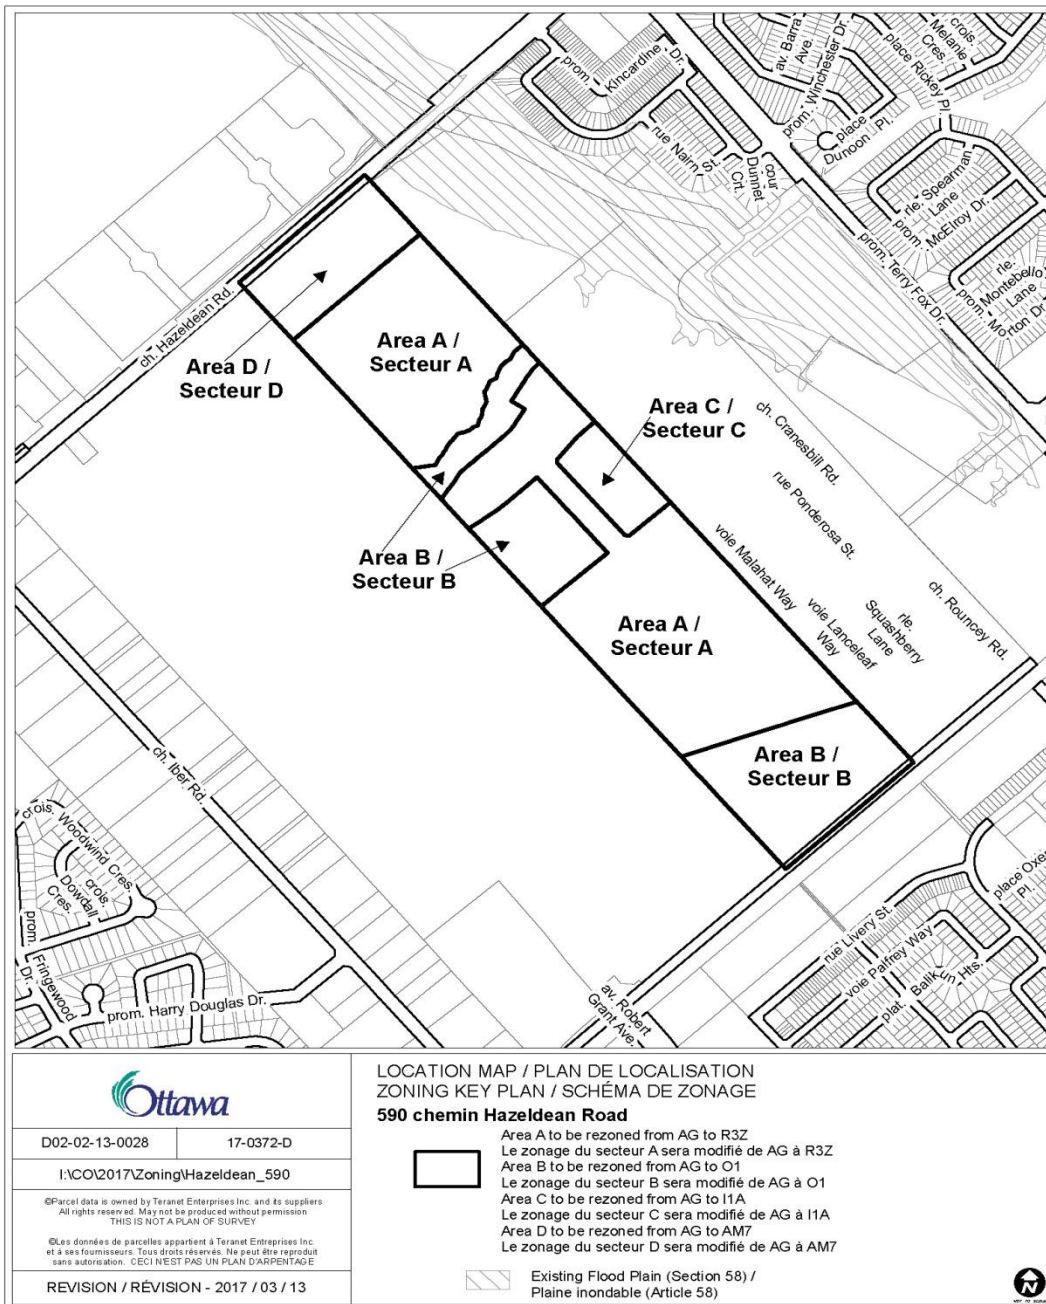 prom.
Kincardine
Dr.
rue Nairn St.
cour
Dunnet
Crt.
av. Barra
Ave.
prom. Winchester Dr.
place Rickey Pl.
crois.
Melanie
Cres.
place
Dunoon Pl.
rle. Spearman
Lane
prom.
McElroy Dr.
rle.
Montebello
Lane
prom. Morton Dr.
prom. Terry Fox Dr.
ch. Hazeldean Rd.
Area D /
Secteur D
Area A /
Secteur A
Area C /
Secteur C
Area B /
Secteur B
Area A /
Secteur A
Area B /
Secteur B
ch. Cranesbill Rd.
rue Ponderosa St.
voie Malahat Way
voie Lanceleaf
Way
rle.
Squashberry
Lane
ch. Rouncey Rd.
ch. Iber Rd.
crois. Woodwind Cres.
crois.
Dowdall
Cres.
prom.
Fringewood
Dr.
prom. Harry Douglas Dr.
av. Robert
Grant Ave.
rue Livery St.
voie Palfrey Way
plat. Balikun Hts.
place Oxer
Pl.
Ottawa
D02-02-13-0028
17-0372-D
I:\CO\2017\Zoning\Hazeldean_590
©Parcel data is owned by Teranet Enterprises Inc. and its suppliers
All rights reserved. May not be produced without permission
THIS IS NOT A PLAN OF SURVEY
©Les données de parcelles appartient à Teranet Enterprises Inc.
et à ses fournisseurs. Tous droits réservés. Ne peut être reproduit
sans autorisation. CECI N'EST PAS UN PLAN D'ARPENTAGE
REVISION / RÉVISION - 2017 / 03 / 13
LOCATION MAP / PLAN DE LOCALISATION
ZONING KEY PLAN / SCHÉMA DE ZONAGE
590 chemin Hazeldean Road
Area A to be rezoned from AG to R3Z
Le zonage du secteur A sera modifié de AG à R3Z
Area B to be rezoned from AG to O1
Le zonage du secteur B sera modifié de AG à O1
Area C to be rezoned from AG to I1A
Le zonage du secteur C sera modifié de AG à I1A
Area D to be rezoned from AG to AM7
Le zonage du secteur D sera modifié de AG à AM7
Existing Flood Plain (Section 58) /
Plaine inondable (Article 58)
N
NOT TO SCALE